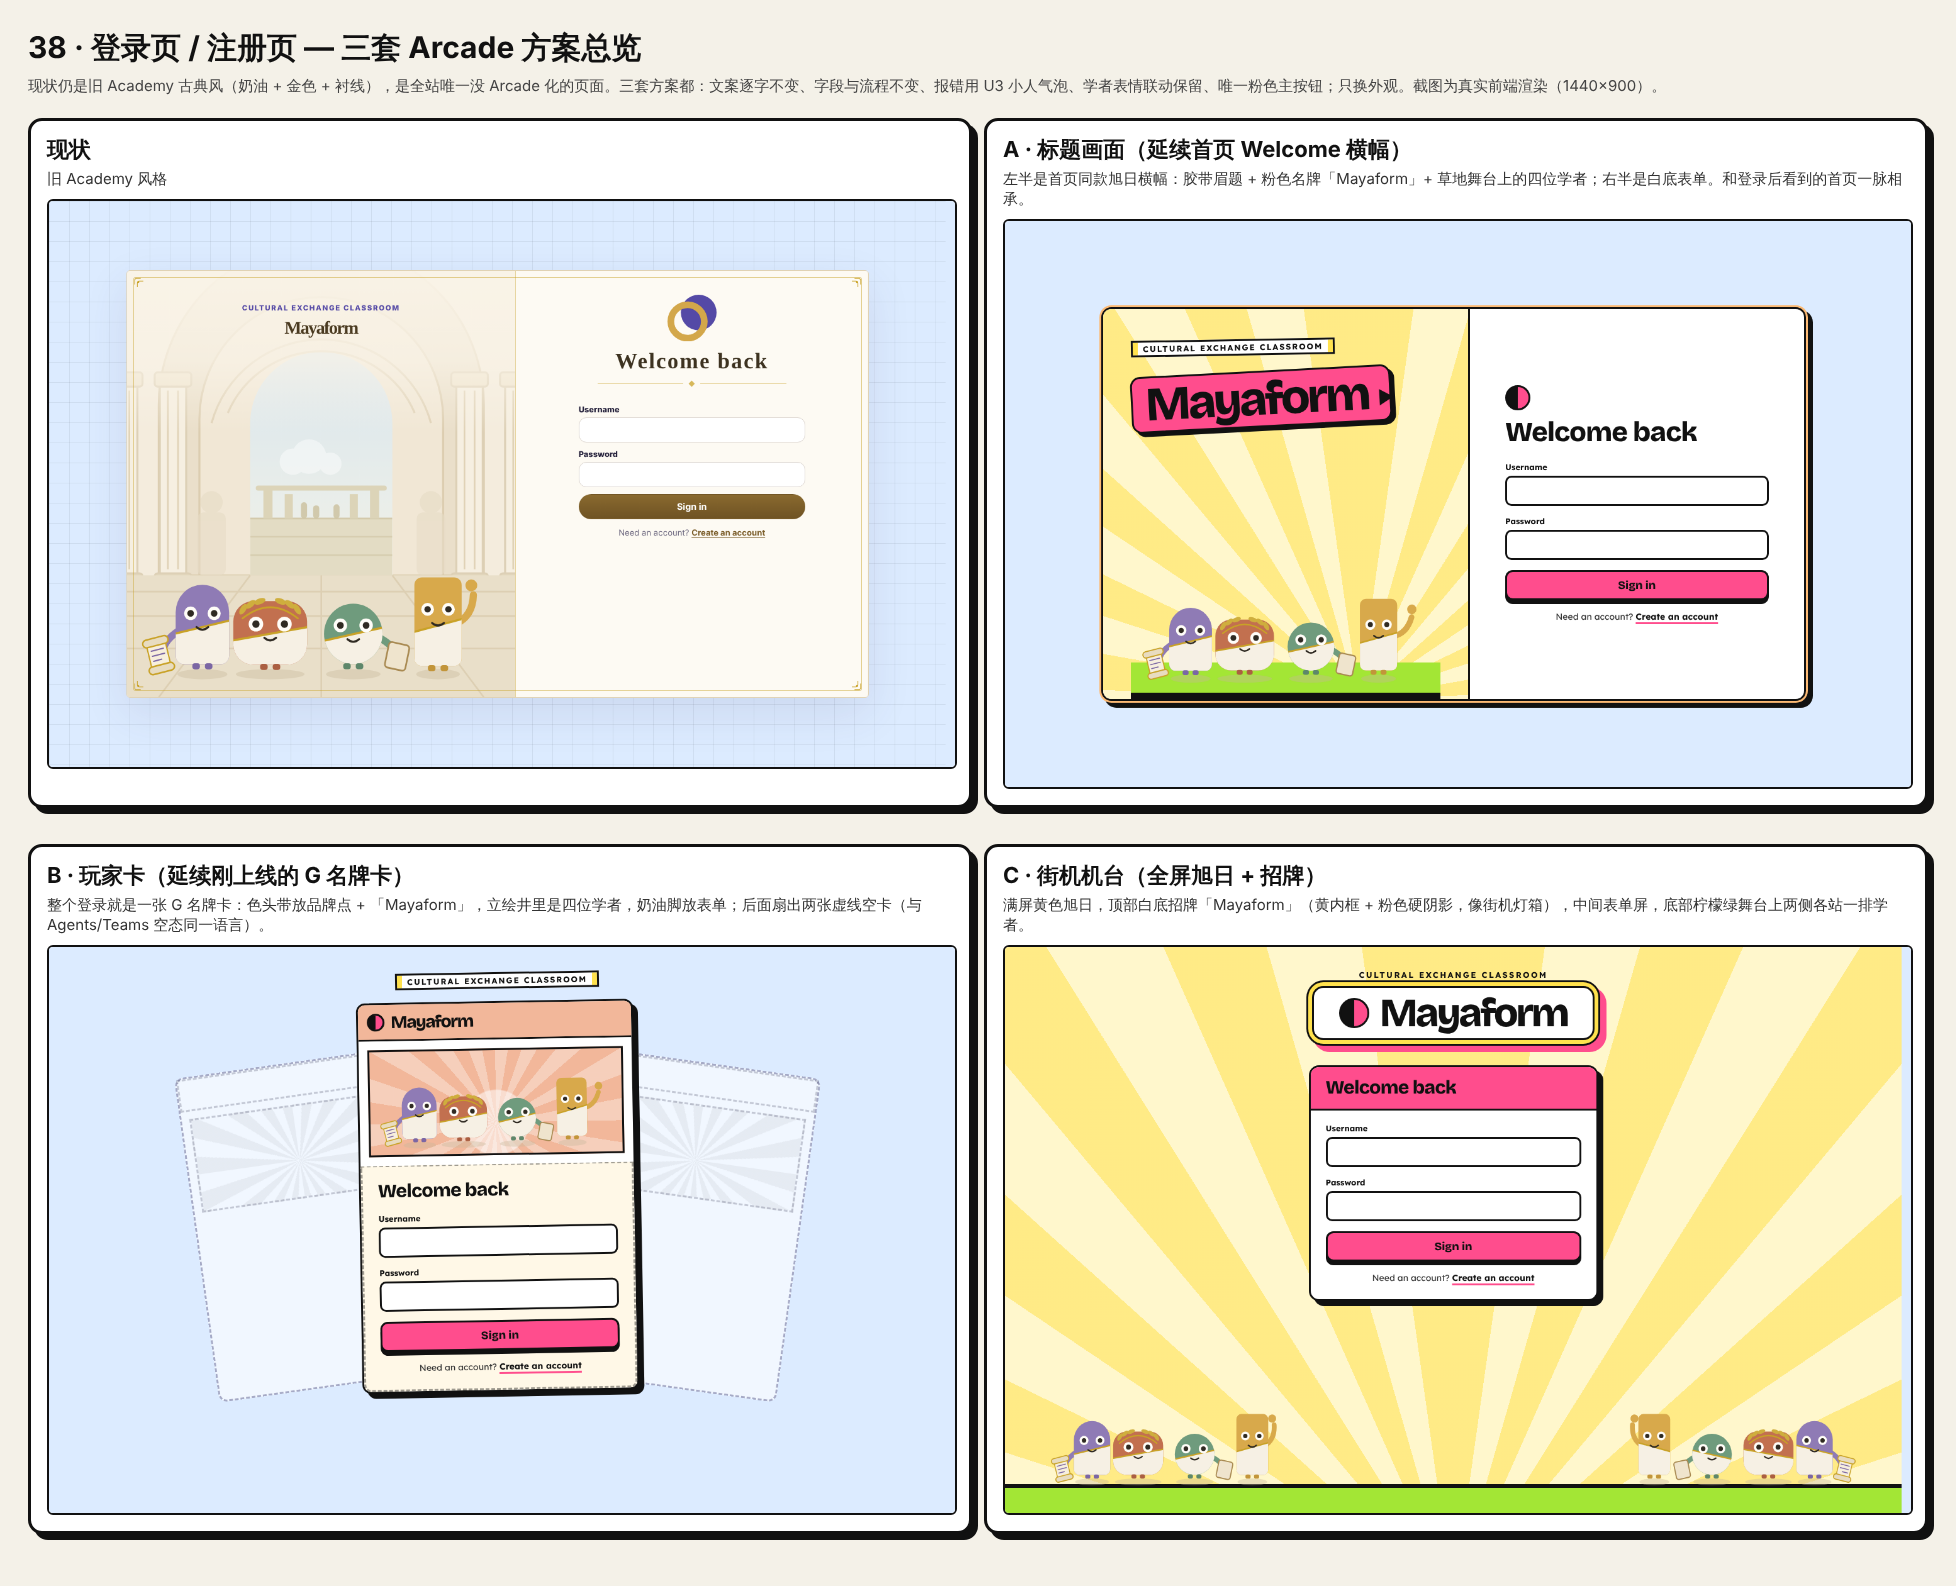 38 · 登录页 / 注册页 — 三套 Arcade 方案总览
现状仍是旧 Academy 古典风（奶油 + 金色 + 衬线），是全站唯一没 Arcade 化的页面。三套方案都：文案逐字不变、字段与流程不变、报错用 U3 小人气泡、学者表情联动保留、唯一粉色主按钮；只换外观。截图为真实前端渲染（1440×900）。
现状
旧 Academy 风格
CULTURAL EXCHANGE CLASSROOM
Mayaform
Welcome back
Username
Password
Sign in
Need an account? Create an account
A · 标题画面（延续首页 Welcome 横幅）
左半是首页同款旭日横幅：胶带眉题 + 粉色名牌「Mayaform」+ 草地舞台上的四位学者；右半是白底表单。和登录后看到的首页一脉相
承。
CULTURAL EXCHANGE CLASSROOM
Mayaform
Welcome back
Username
Password
Sign in
Need an account? Create an account
B · 玩家卡（延续刚上线的 G 名牌卡）
整个登录就是一张 G 名牌卡：色头带放品牌点 + 「Mayaform」，立绘井里是四位学者，奶油脚放表单；后面扇出两张虚线空卡（与
Agents/Teams 空态同一语言）。
CULTURAL EXCHANGE CLASSROOM
Mayaform
Welcome back
Username
Password
Sign in
Need an account? Create an account
C · 街机机台（全屏旭日 + 招牌）
满屏黄色旭日，顶部白底招牌「Mayaform」（黄内框 + 粉色硬阴影，像街机灯箱），中间表单屏，底部柠檬绿舞台上两侧各站一排学
者。
CULTURAL EXCHANGE CLASSROOM
Mayaform
Welcome back
Username
Password
Sign in
Need an account? Create an account